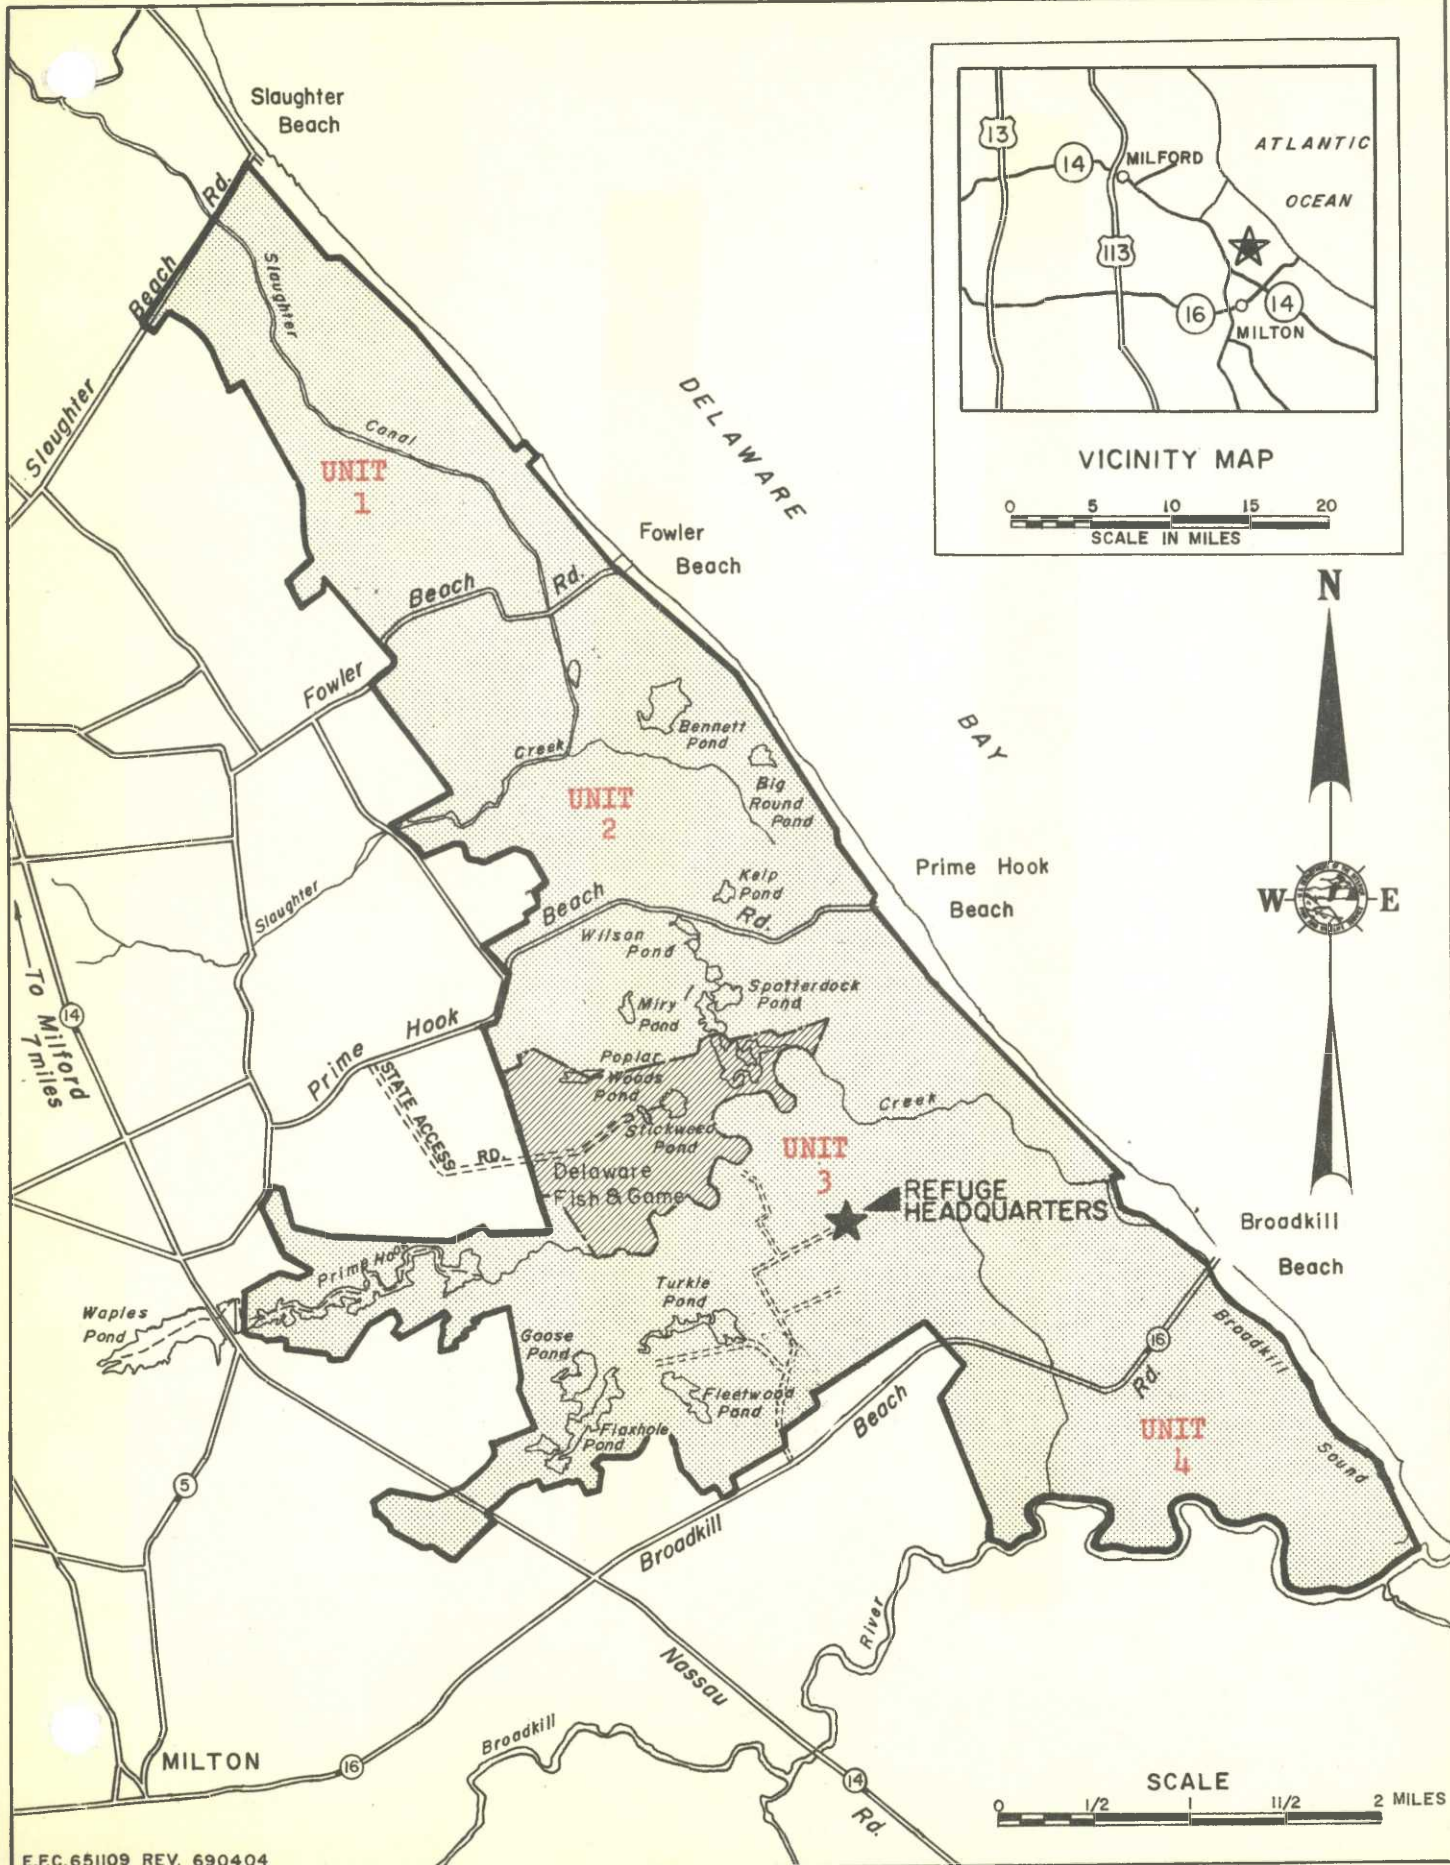 Slaughter
Beach
13
14
MILFORD
ATLANTIC
OCEAN
113
16
14
MILTON
VICINITY MAP
0 5 10 15 20
SCALE IN MILES
Slaughter Beach Rd.
Slaughter
Canal
UNIT
1
DELAWARE
BAY
Fowler
Beach
Fowler Beach Rd.
N
W E
Bennett
Pond
Creek
Big
Round
Pond
UNIT
2
Prime Hook
Beach
Kelp
Pond
Slaughter
Prime Hook Beach Rd.
Wilson
Pond
Spatterdock
Pond
Miry
Pond
To Milford
7 miles
14
Poplar
Woods
Pond
STATE ACCESS RD.
Stickweed
Pond
Delaware
Fish & Game
Creek
UNIT
3
REFUGE
HEADQUARTERS
Broadkill
Beach
Prime Hook
Waples
Pond
Turkle
Pond
Goose
Pond
Fleetwood
Pond
Flaxhole
Pond
16
Broadkill Beach Rd.
Broadkill Sound
UNIT
4
5
Nassau Rd.
14
Broadkill River
MILTON
16
SCALE
0 1/2 1 11/2 2 MILES
E.F.C. 651109 REV. 690404